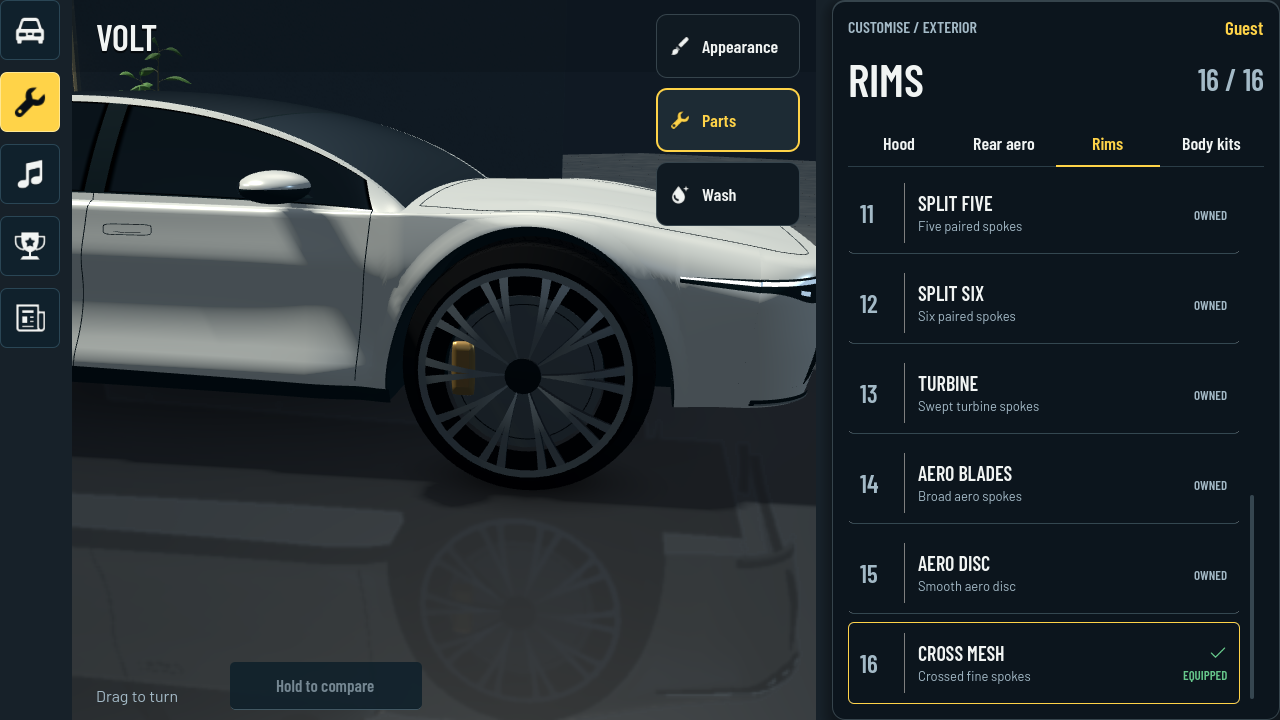 VOLT
Appearance
Parts
Wash
Drag to turn
Hold to compare
CUSTOMISE / EXTERIOR
Guest
RIMS
16 / 16
Hood
Rear aero
Rims
Body kits
11
SPLIT FIVE
Five paired spokes
OWNED
12
SPLIT SIX
Six paired spokes
OWNED
13
TURBINE
Swept turbine spokes
OWNED
14
AERO BLADES
Broad aero spokes
OWNED
15
AERO DISC
Smooth aero disc
OWNED
16
CROSS MESH
Crossed fine spokes
EQUIPPED